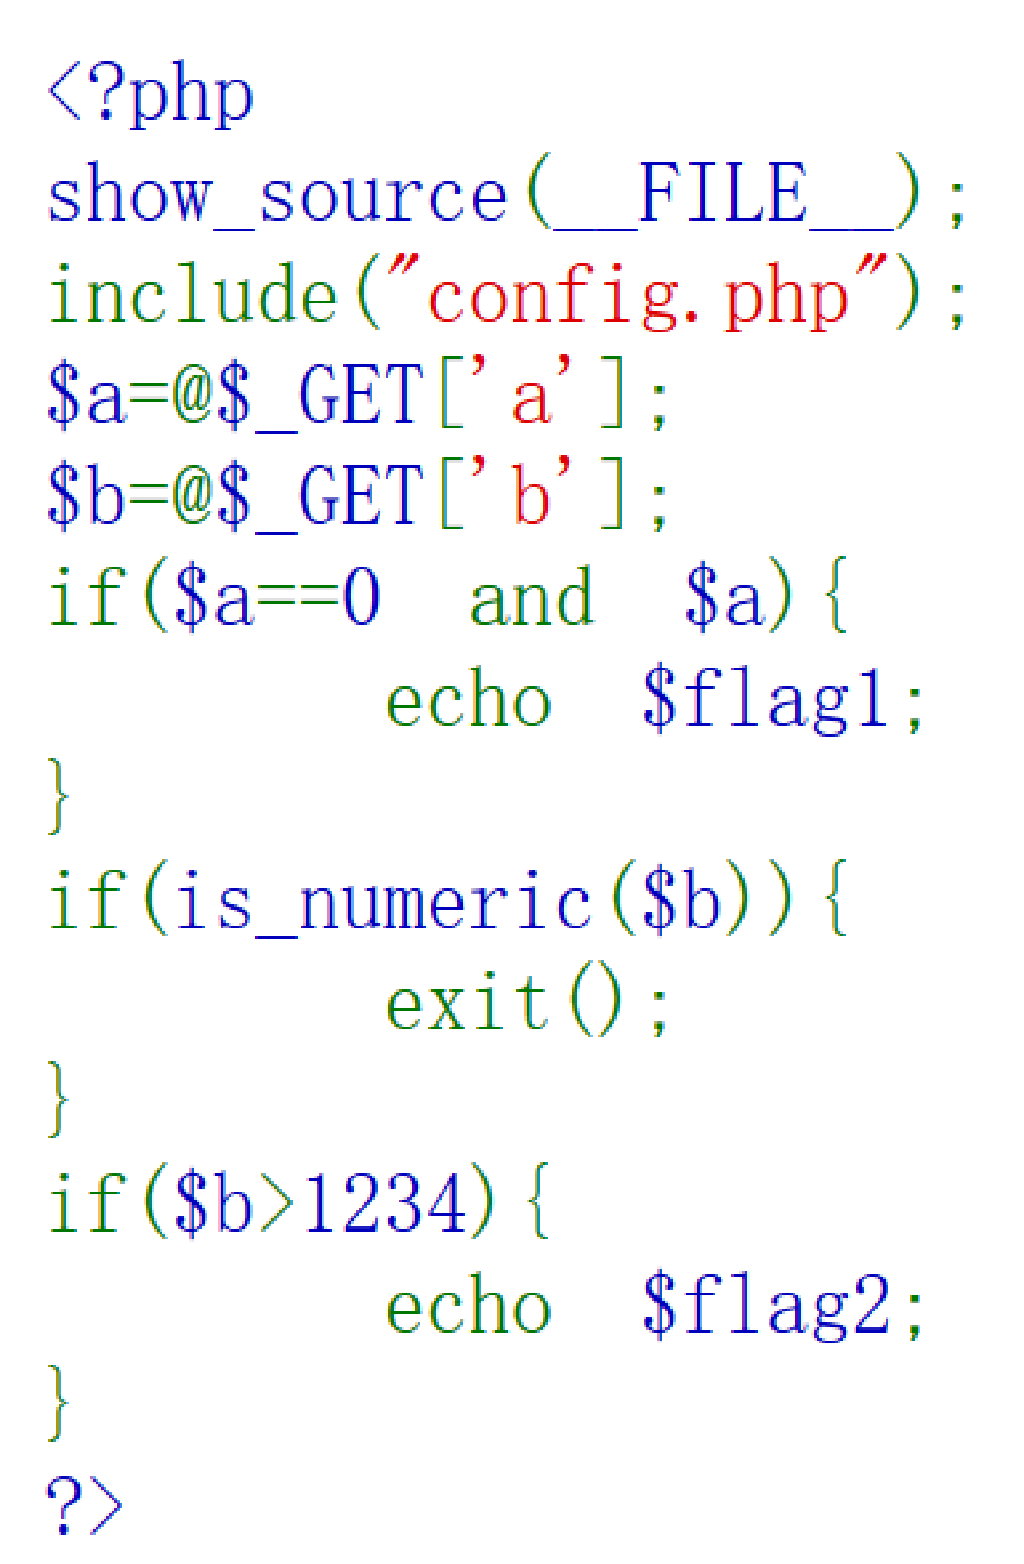 <?php
show_source(__FILE__);
include("config.php");
$a=@$_GET['a'];
$b=@$_GET['b'];
if($a==0 and $a){
echo $flag1;
}
if(is_numeric($b)){
exit();
}
if($b>1234){
echo $flag2;
}
?>